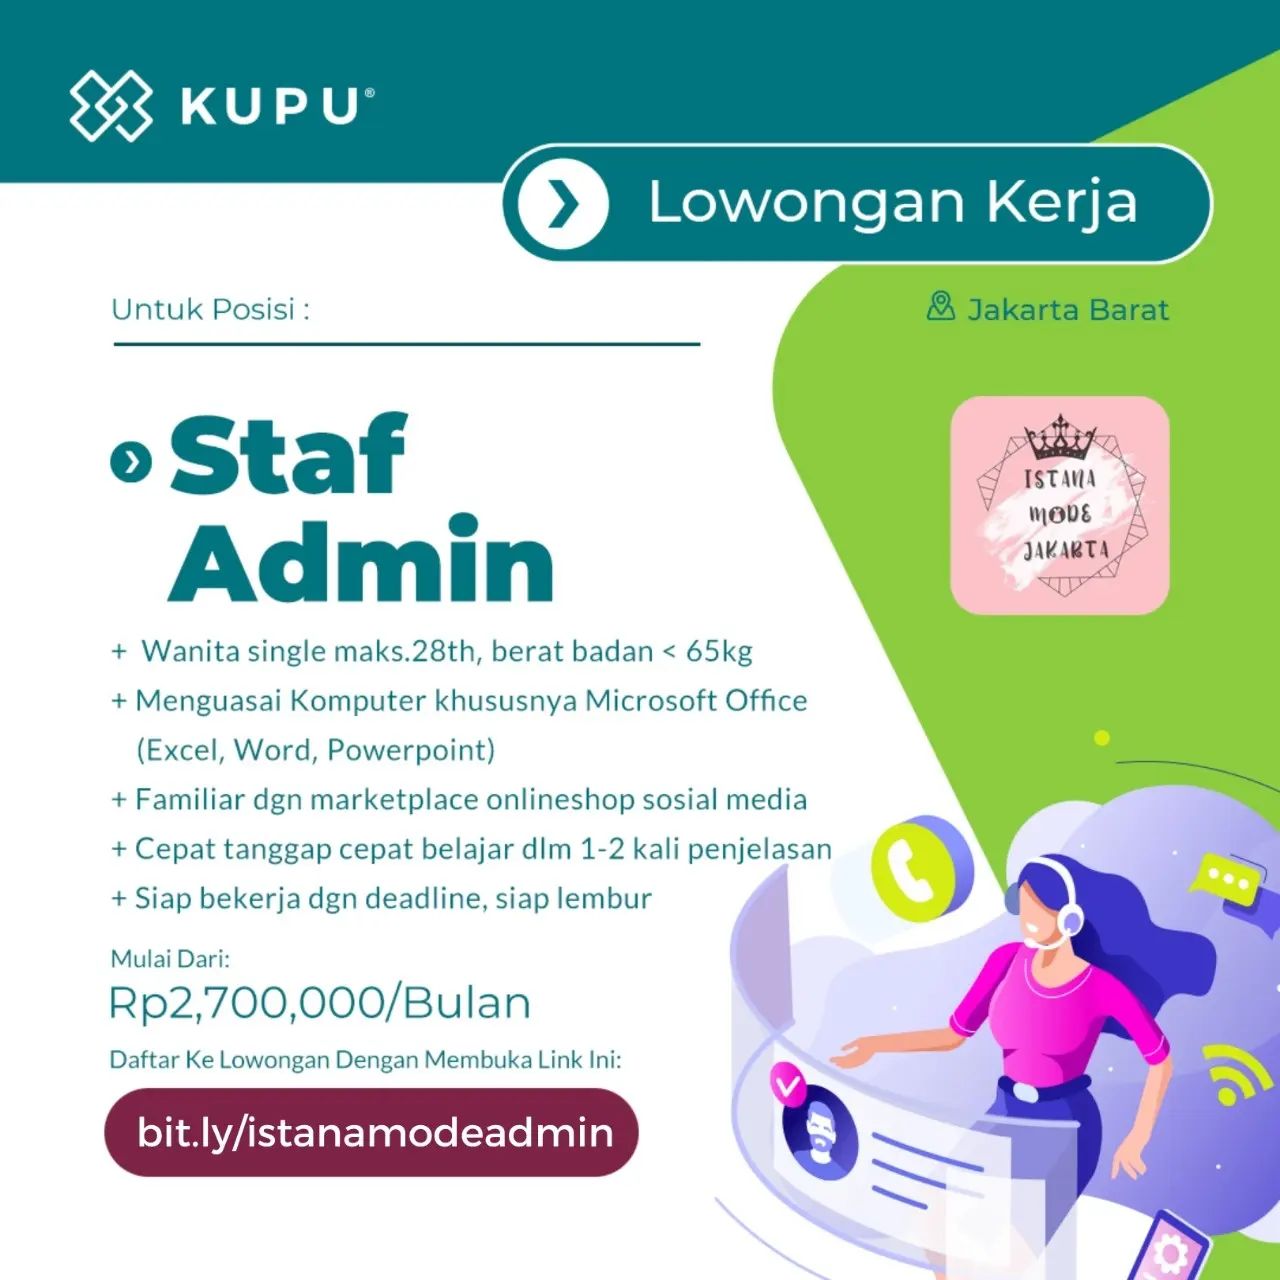 KUPU®
Lowongan Kerja
Untuk Posisi :
Jakarta Barat
Staf
Admin
ISTANA
MODE
JAKARTA
+ Wanita single maks.28th, berat badan < 65kg
+ Menguasai Komputer khususnya Microsoft Office
(Excel, Word, Powerpoint)
+ Familiar dgn marketplace onlineshop sosial media
+ Cepat tanggap cepat belajar dlm 1-2 kali penjelasan
+ Siap bekerja dgn deadline, siap lembur
Mulai Dari:
Rp2,700,000/Bulan
Daftar Ke Lowongan Dengan Membuka Link Ini:
bit.ly/istanamodeadmin